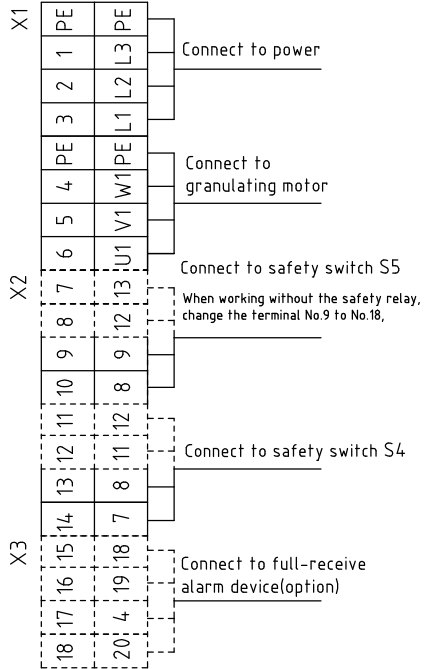 X1
PE PE
1 L3
2 L2
3 L1
Connect to power
PE PE
4 W1
5 V1
6 U1
Connect to
granulating motor
X2
7 13
8 12
9 9
10 8
Connect to safety switch S5
When working without the safety relay,
change the terminal No.9 to No.18,
11 12
12 11
13 8
14 7
Connect to safety switch S4
X3
15 18
16 19
17 4
18 20
Connect to full-receive
alarm device(option)